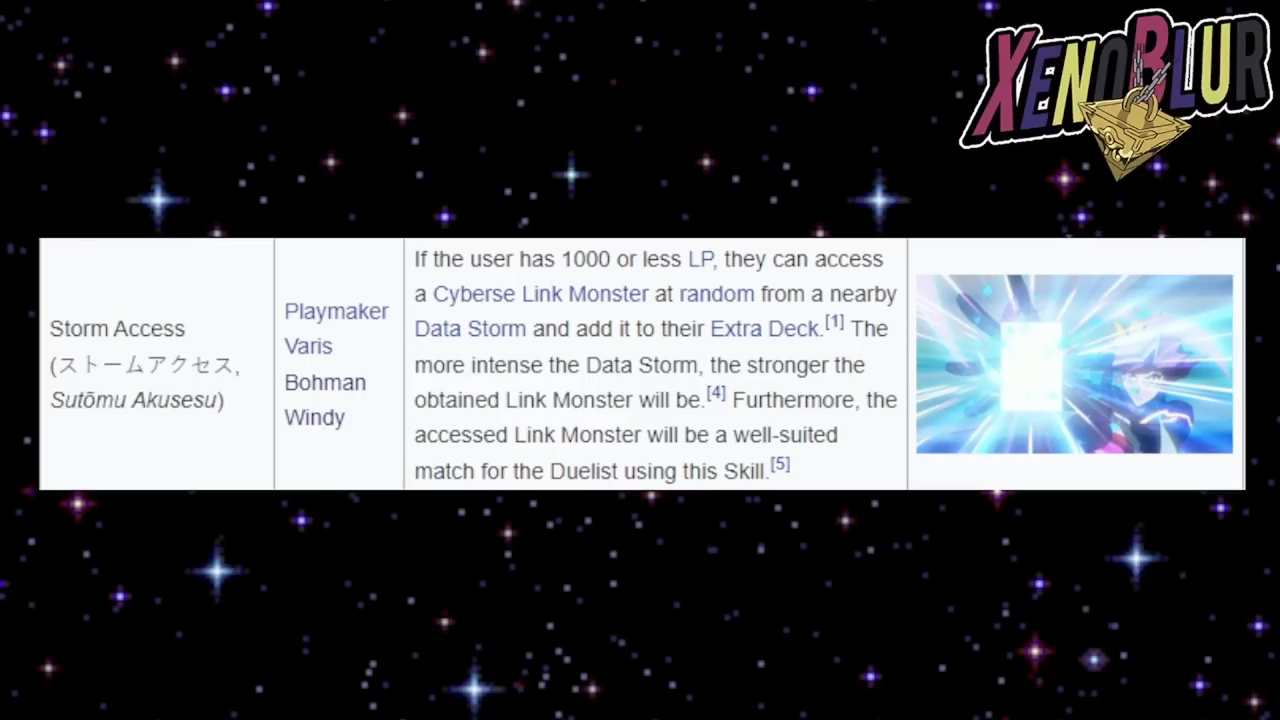 XENOBLUR
Storm Access
(ストームアクセス,
Sutōmu Akusesu)
Playmaker
Varis
Bohman
Windy
If the user has 1000 or less LP, they can access
a Cyberse Link Monster at random from a nearby
Data Storm and add it to their Extra Deck.[1] The
more intense the Data Storm, the stronger the
obtained Link Monster will be.[4] Furthermore, the
accessed Link Monster will be a well-suited
match for the Duelist using this Skill.[5]